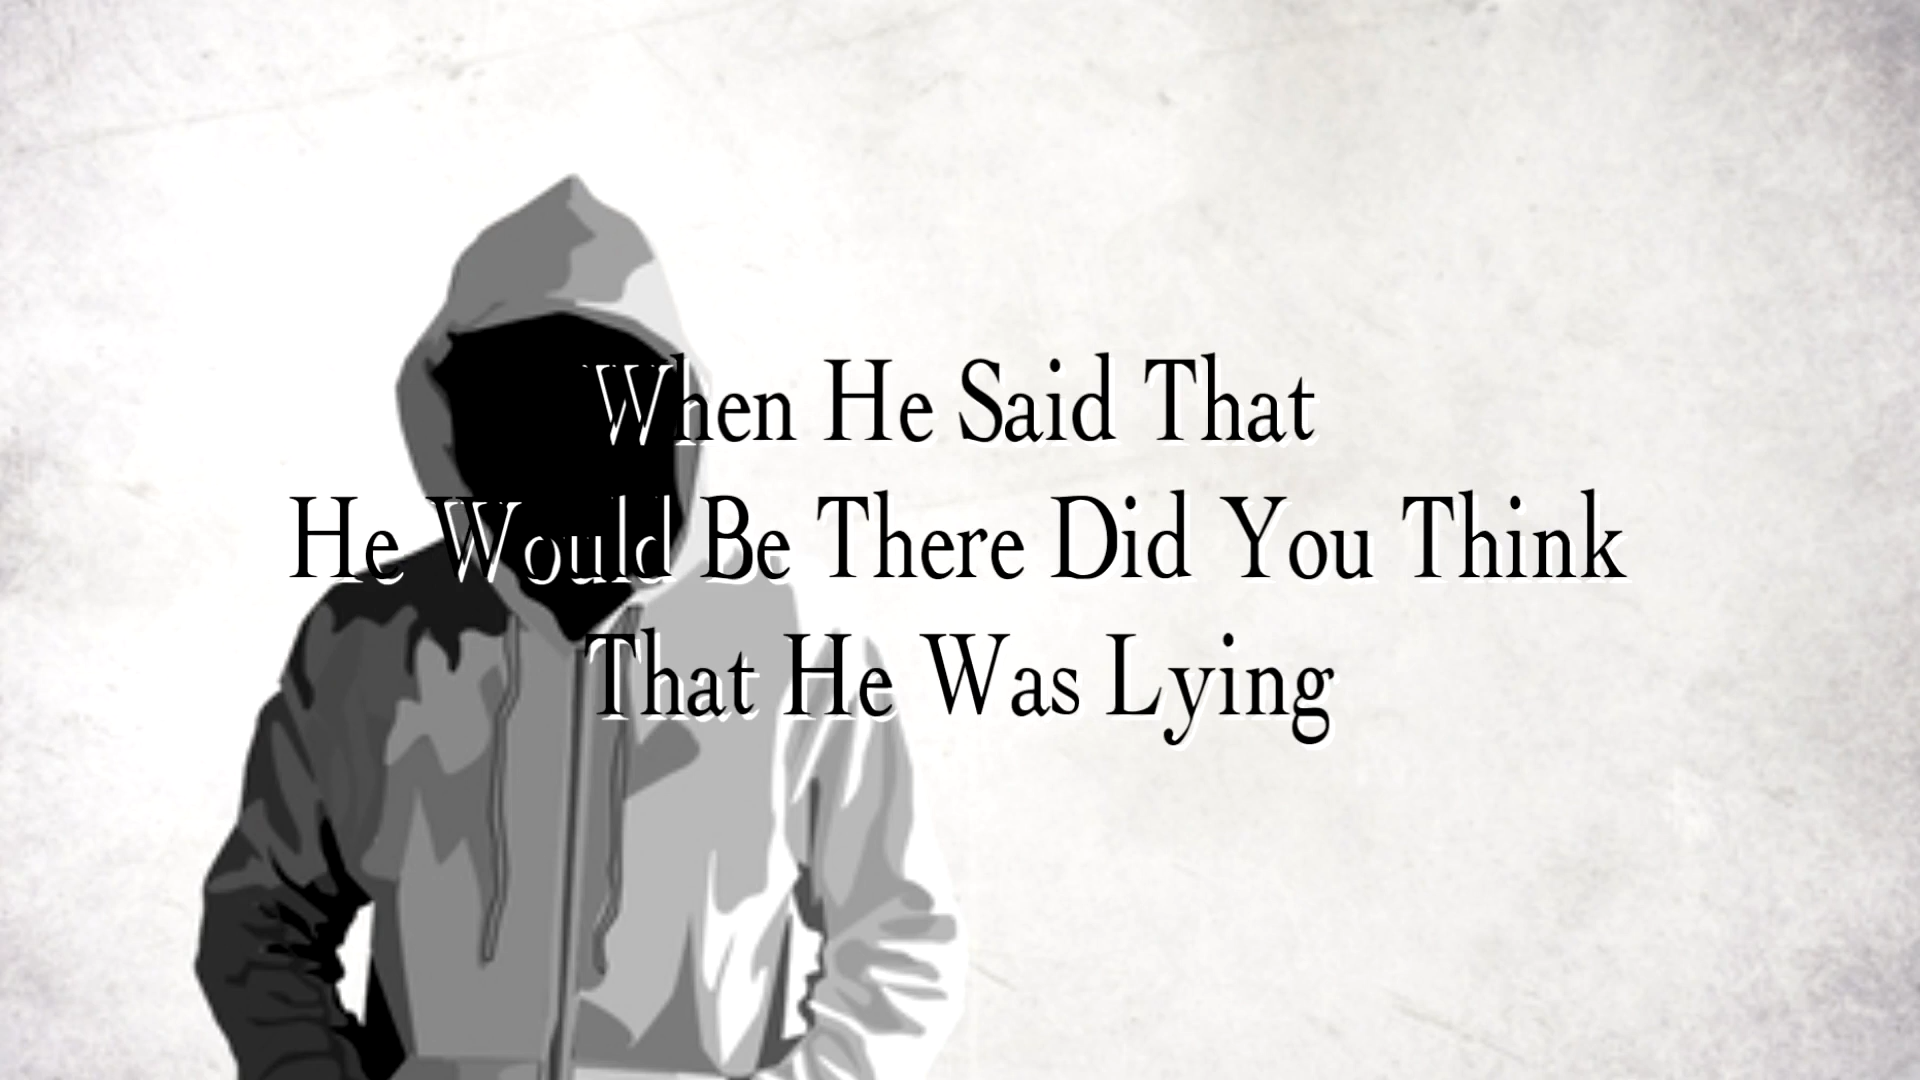 When He Said That
He Would Be There Did You Think
That He Was Lying